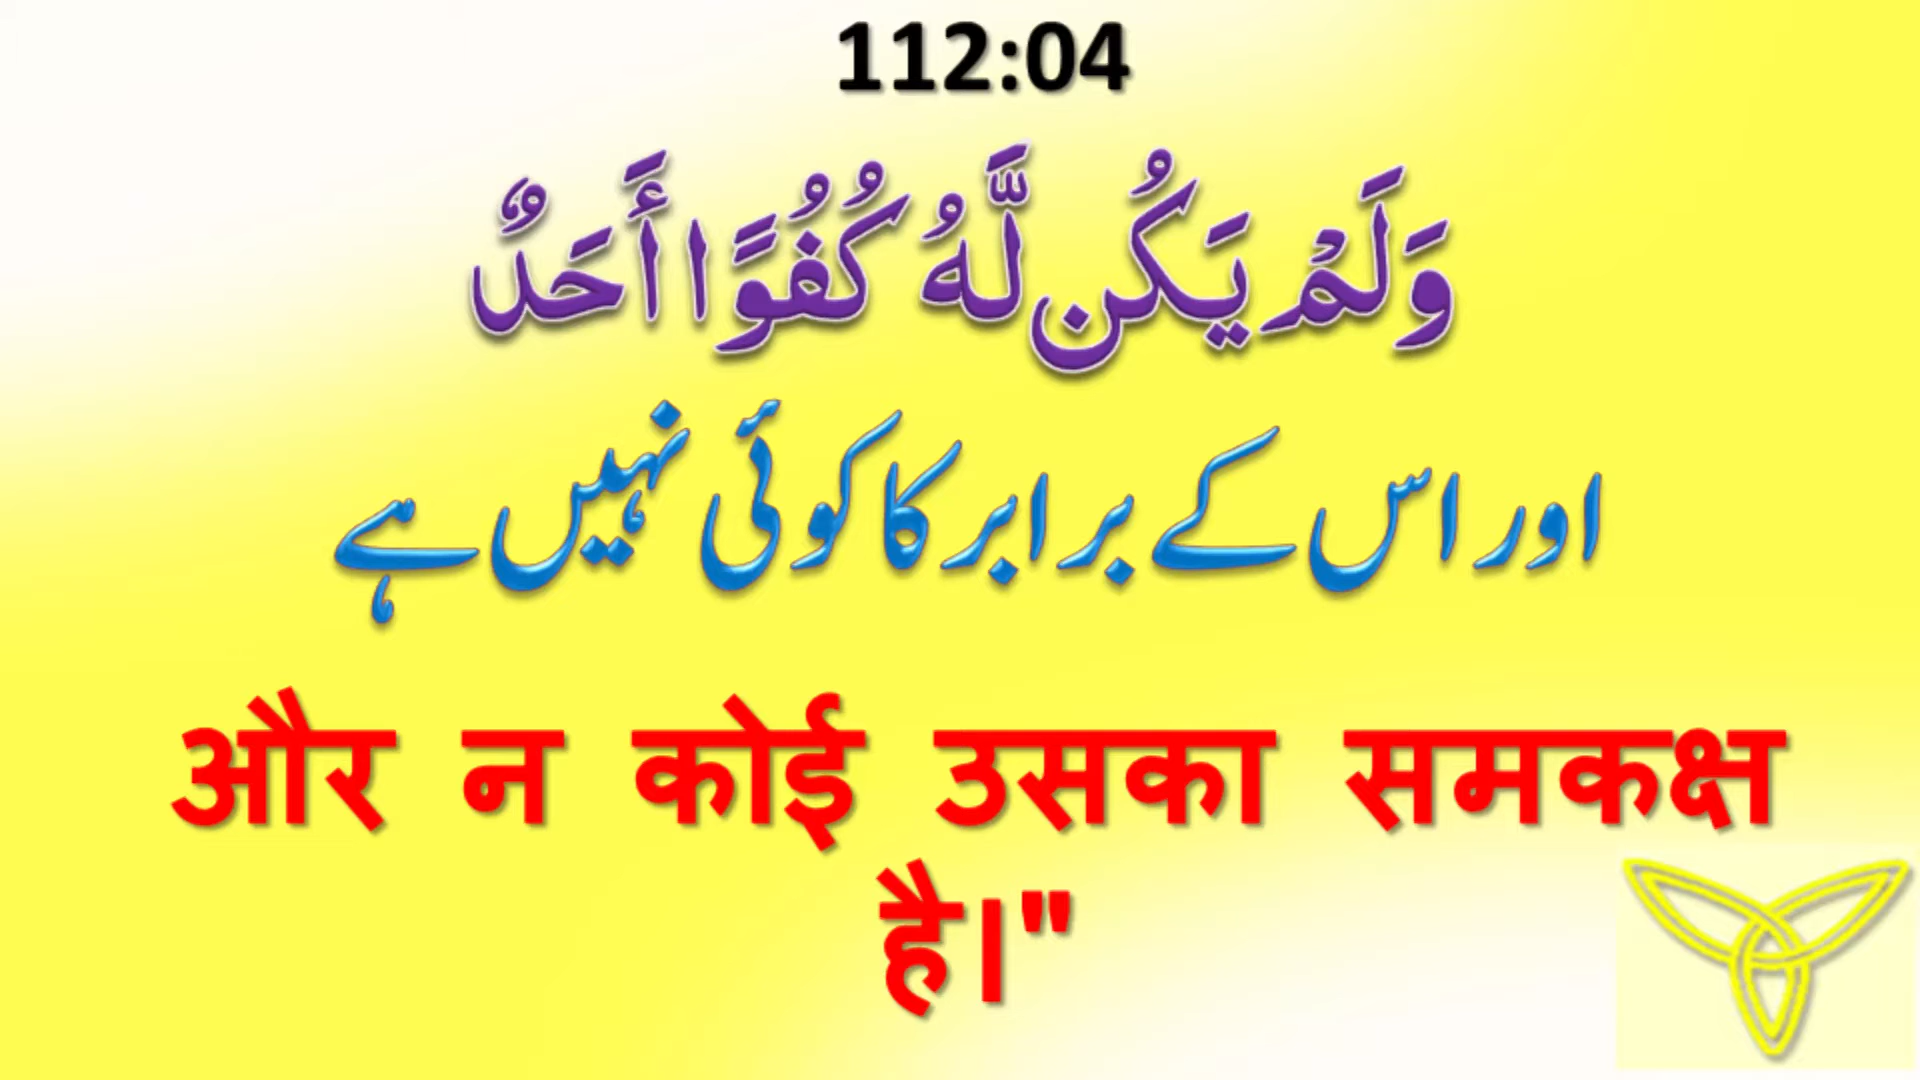 112:04
وَلَمْ يَكُن لَّهُ كُفُوًا أَحَدٌ
اور اس کے برابر کا کوئی نہیں ہے
और न कोई उसका समकक्ष
है।"